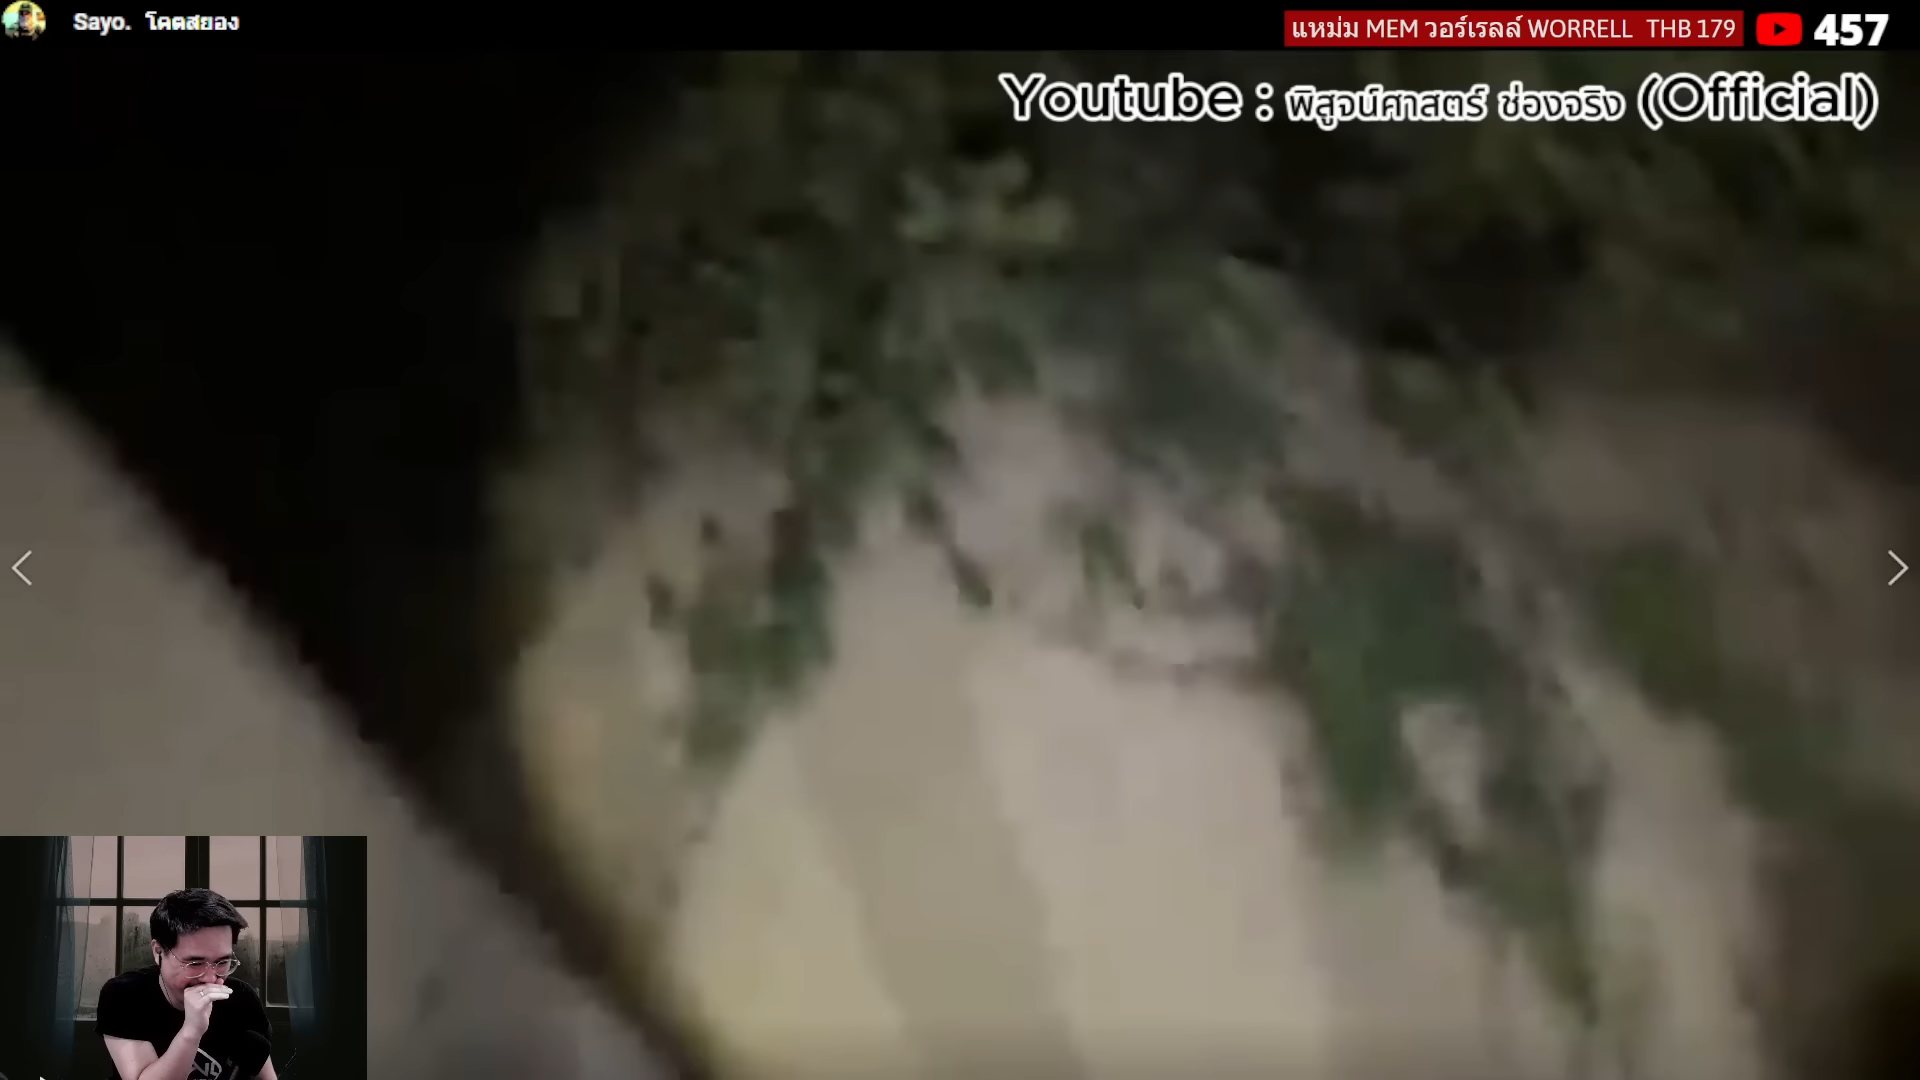 Sayo. โคตสยอง
แหม่ม MEM วอร์เรลล์ WORRELL THB 179
457
Youtube : พิสูจน์ศาสตร์ ช่องจริง (Official)